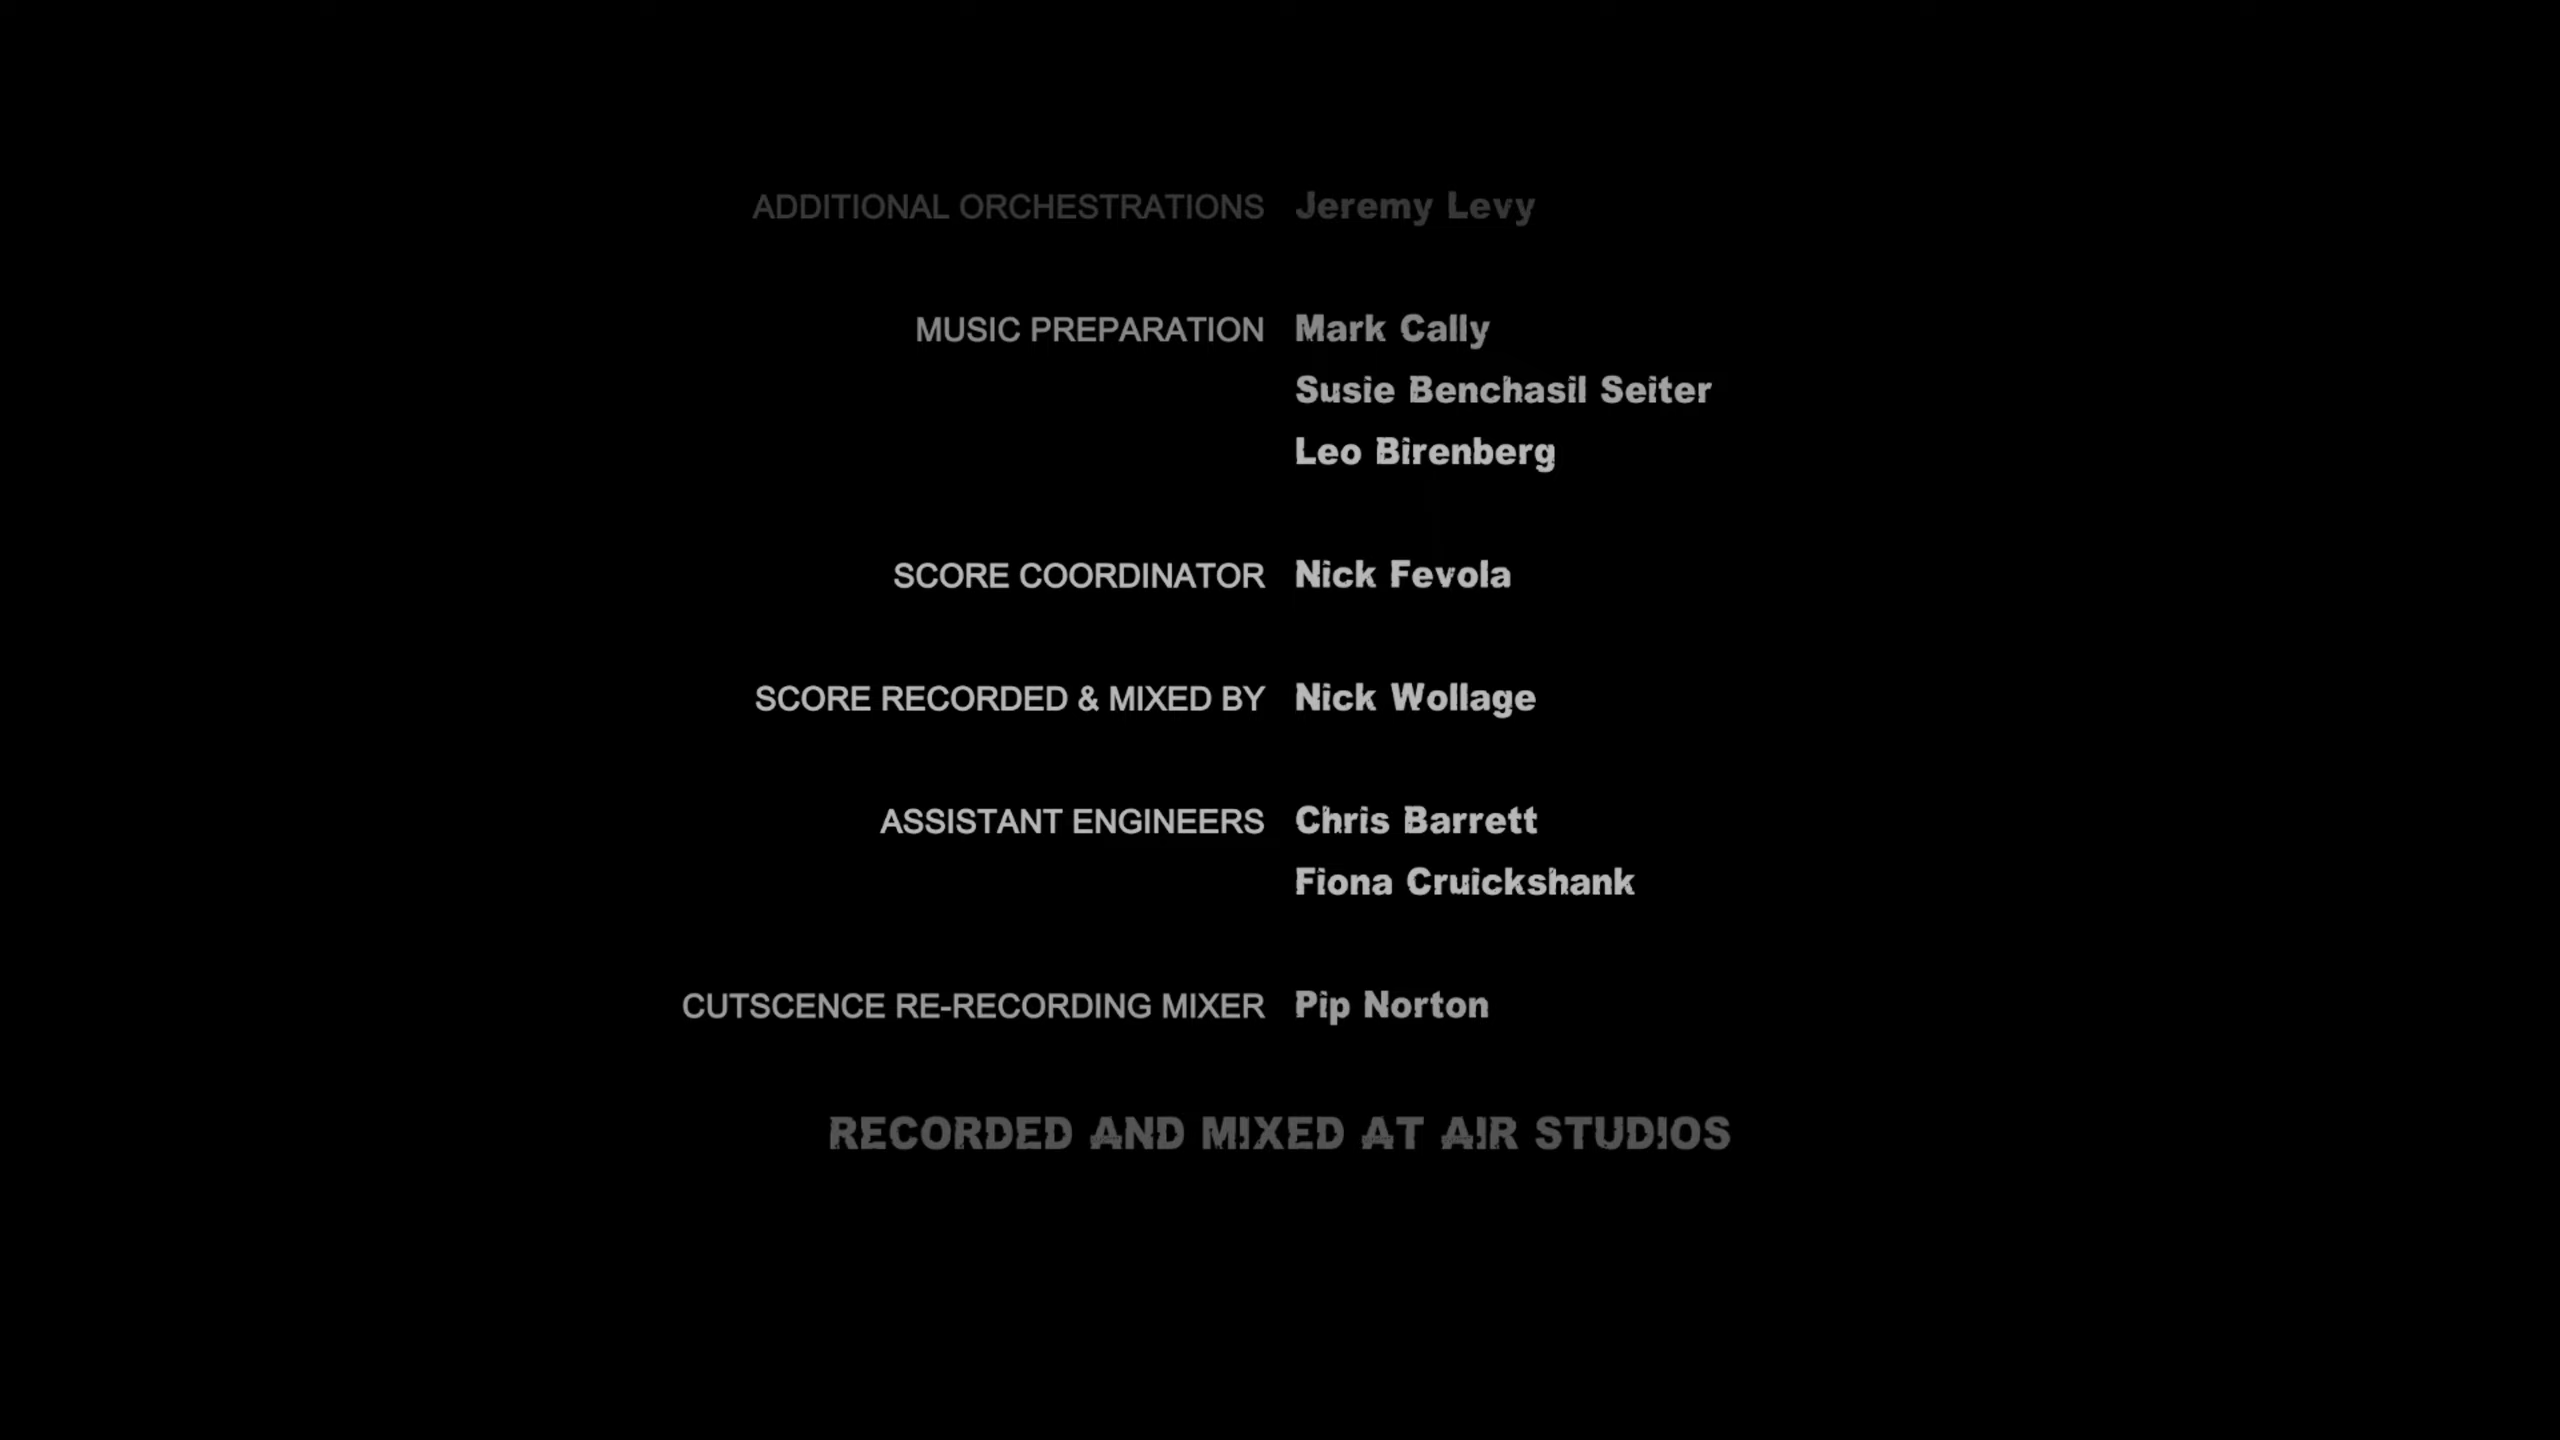 ADDITIONAL ORCHESTRATIONS Jeremy Levy
MUSIC PREPARATION Mark Cally
Susie Benchasil Seiter
Leo Birenberg
SCORE COORDINATOR Nick Fevola
SCORE RECORDED & MIXED BY Nick Wollage
ASSISTANT ENGINEERS Chris Barrett
Fiona Cruickshank
CUTSCENCE RE-RECORDING MIXER Pip Norton
RECORDED AND MIXED AT AIR STUDIOS